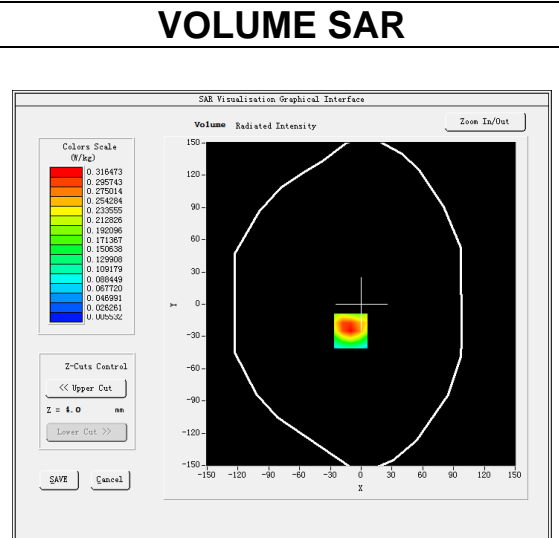 VOLUME SAR
SAR Visualisation Graphical Interface
Volume Radiated Intensity
Zoom In/Out
Colors Scale
(W/kg)
0.316473
0.295743
0.275014
0.254284
0.233555
0.212826
0.192096
0.171367
0.150638
0.129908
0.109179
0.088449
0.067720
0.046991
0.026261
0.005532
Z-Cuts Control
<< Upper Cut
Z = 4.0 mm
Lower Cut >>
SAVE Cancel
150
120
90
60
30
0
-30
-60
-90
-120
-150
Y
-150 -120 -90 -60 -30 0 30 60 90 120 150
X